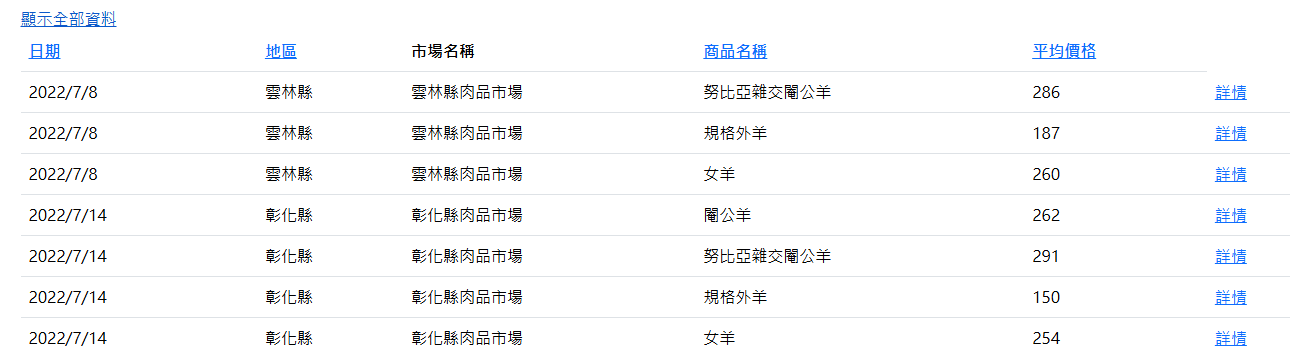 顯示全部資料
日期 地區 市場名稱 商品名稱 平均價格
2022/7/8 雲林縣 雲林縣肉品市場 努比亞雜交閹公羊 286 詳情
2022/7/8 雲林縣 雲林縣肉品市場 規格外羊 187 詳情
2022/7/8 雲林縣 雲林縣肉品市場 女羊 260 詳情
2022/7/14 彰化縣 彰化縣肉品市場 閹公羊 262 詳情
2022/7/14 彰化縣 彰化縣肉品市場 努比亞雜交閹公羊 291 詳情
2022/7/14 彰化縣 彰化縣肉品市場 規格外羊 150 詳情
2022/7/14 彰化縣 彰化縣肉品市場 女羊 254 詳情